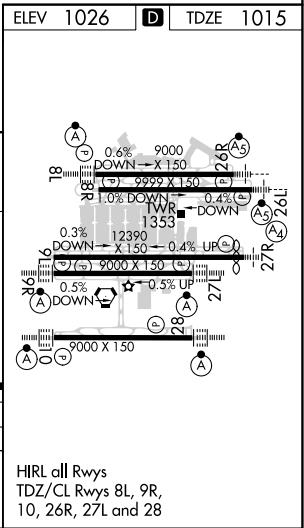 ELEV 1026 D TDZE 1015
A
P
0.6% 9000
DOWN X 150
A5
26R
8L
8R
P
P
9999 X 150
1.0% DOWN 0.4%
DOWN
P
26L
TWR
1353
A5
A4
0.3%
DOWN
12390
X 150 0.4% UP
P
27R
9L
9R
P
9000 X 150
P
27L
A
0.5%
DOWN
0.5% UP
A
P
28
10
A
P
9000 X 150
A
HIRL all Rwys
TDZ/CL Rwys 8L, 9R,
10, 26R, 27L and 28